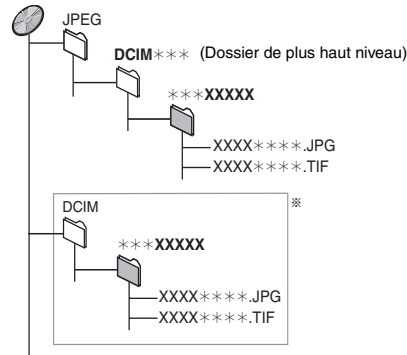 JPEG
DCIM∗∗∗ (Dossier de plus haut niveau)
∗∗∗XXXXX
XXXX∗∗∗∗.JPG
XXXX∗∗∗∗.TIF
DCIM ※
∗∗∗XXXXX
XXXX∗∗∗∗.JPG
XXXX∗∗∗∗.TIF